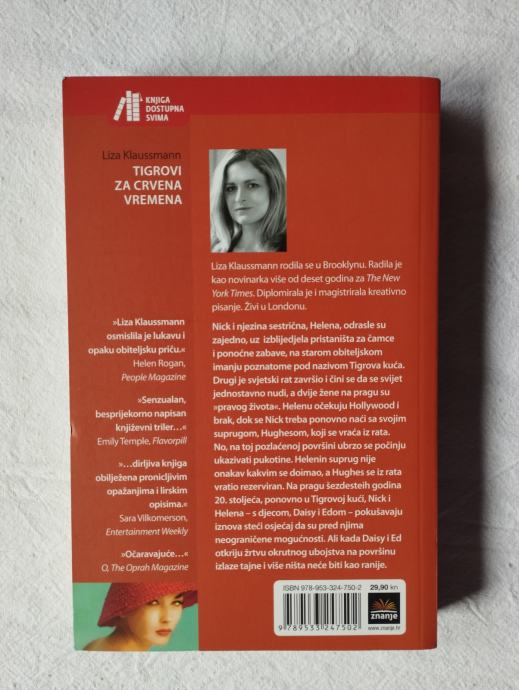 KNJIGA
DOSTUPNA
SVIMA
Liza Klaussmann
TIGROVI
ZA CRVENA
VREMENA
»Liza Klaussmann
osmislila je lukavu i
opaku obiteljsku priču.«
Helen Rogan,
People Magazine
»Senzualan,
besprijekorno napisan
književni triler...«
Emily Temple, Flavorpill
»...dirljiva knjiga
obilježena pronicljivim
opažanjima i lirskim
opisima.«
Sara Vilkomerson,
Entertainment Weekly
»Očaravajuće...«
O, The Oprah Magazine
Liza Klaussmann rodila se u Brooklynu. Radila je
kao novinarka više od deset godina za The New
York Times. Diplomirala je i magistrirala kreativno
pisanje. Živi u Londonu.
Nick i njezina sestrična, Helena, odrasle su
zajedno, uz izblijedjela pristaništa za čamce
i ponoćne zabave, na starom obiteljskom
imanju poznatome pod nazivom Tigrova kuća.
Drugi je svjetski rat završio i čini se da se svijet
jednostavno nudi, a dvije žene na pragu su
»pravog života«. Helenu očekuju Hollywood i
brak, dok se Nick treba ponovno naći sa svojim
suprugom, Hughesom, koji se vraća iz rata.
No, na toj pozlaćenoj površini ubrzo se počinju
ukazivati pukotine. Helenin suprug nije
onakav kakvim se doimao, a Hughes se iz rata
vratio rezerviran. Na pragu šezdesetih godina
20. stoljeća, ponovno u Tigrovoj kući, Nick i
Helena – s djecom, Daisy i Edom – pokušavaju
iznova steći osjećaj da su pred njima
neograničene mogućnosti. Ali kada Daisy i Ed
otkriju žrtvu okrutnog ubojstva na površinu
izlaze tajne i više ništa neće biti kao ranije.
ISBN 978-953-324-750-2
29,90 kn
9 789533 247502
znanje
www.znanje.hr